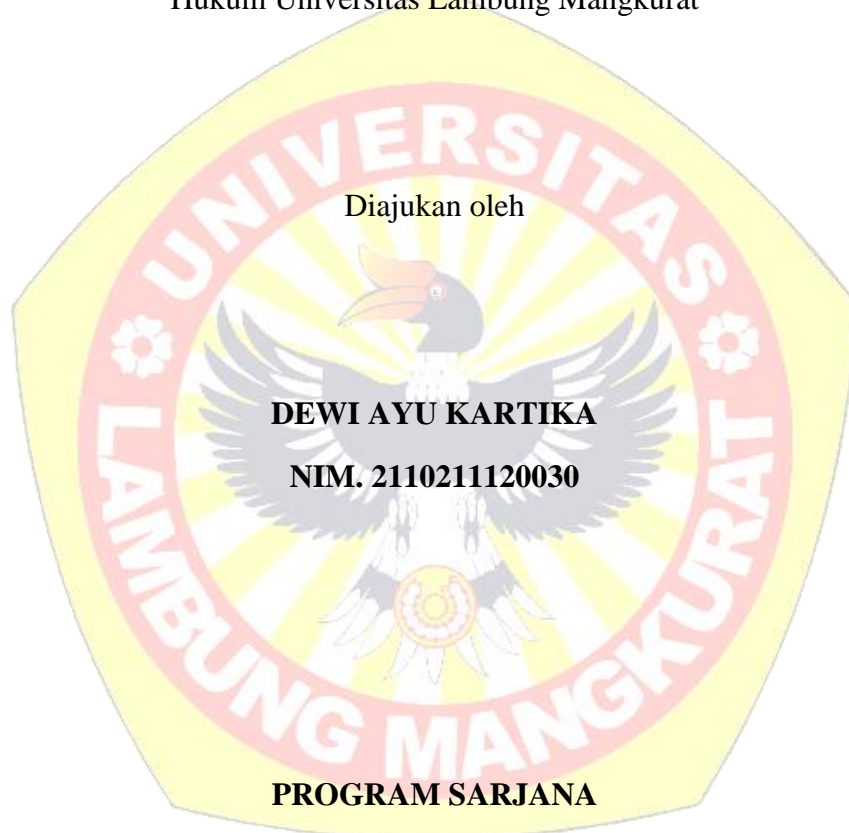 Hukum Universitas Lambung Mangkurat
UNIVERSITAS
Diajukan oleh
DEWI AYU KARTIKA
NIM. 2110211120030
LAMBUNG MANGKURAT
PROGRAM SARJANA